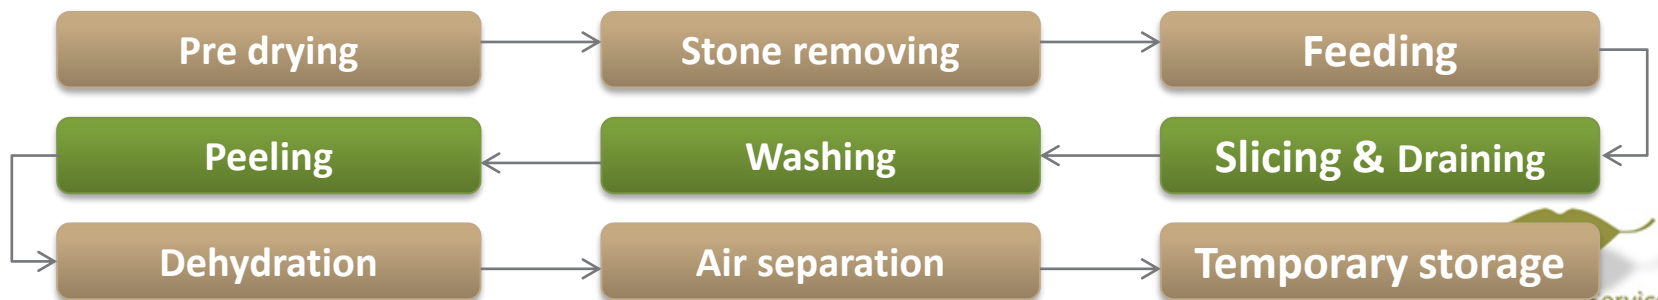 Pre drying
Stone removing
Feeding
Slicing & Draining
Washing
Peeling
Dehydration
Air separation
Temporary storage